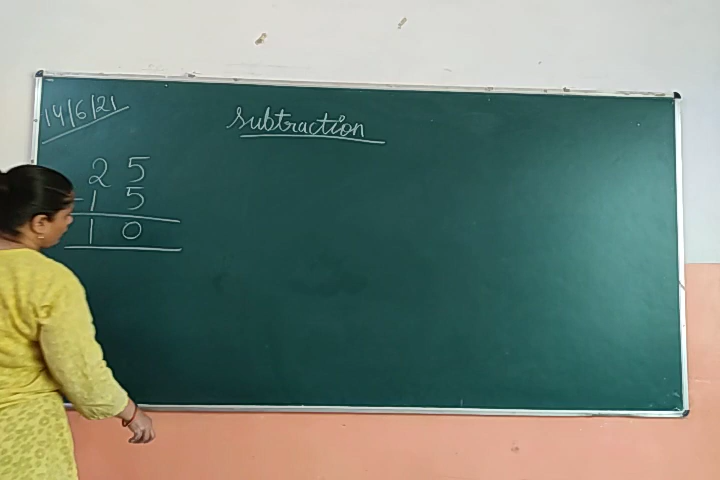 14/6/21
Subtraction
2 5
- 1 5
1 0